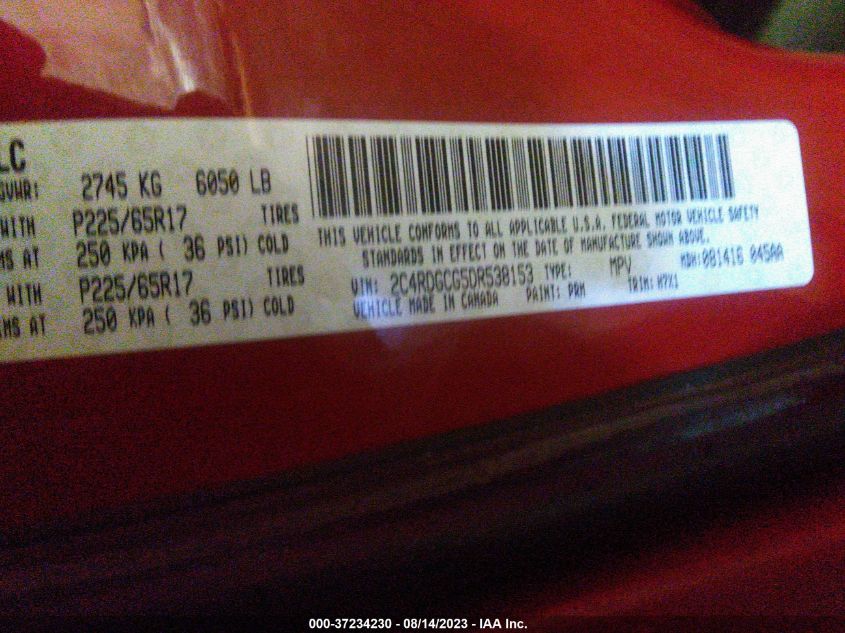 LC
GVWR: 2745 KG 6050 LB
WITH P225/65R17 TIRES
MS AT 250 KPA ( 36 PSI) COLD
WITH P225/65R17 TIRES
MS AT 250 KPA ( 36 PSI) COLD
THIS VEHICLE CONFORMS TO ALL APPLICABLE U.S.A. FEDERAL MOTOR VEHICLE SAFETY
STANDARDS IN EFFECT ON THE DATE OF MANUFACTURE SHOWN ABOVE.
VIN: 2C4RDGCG5DR538153 TYPE: MPV MDH: 081416 045AA
VEHICLE MADE IN CANADA PAINT: PRM TRIM: H7X1
000-37234230 - 08/14/2023 - IAA Inc.